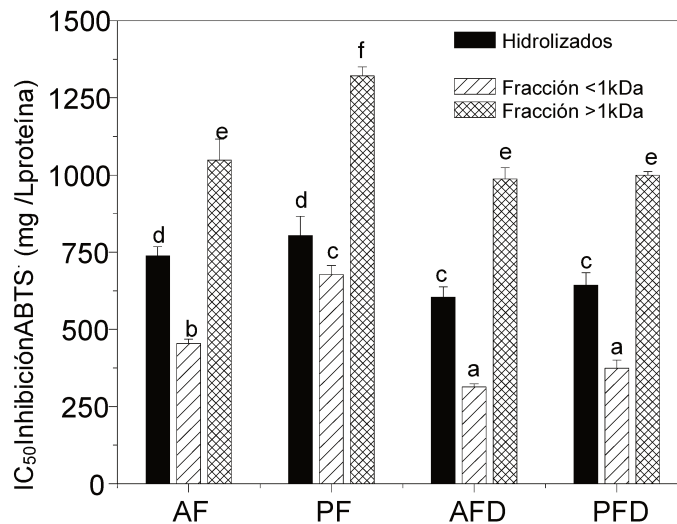 IC₅₀InhibiciónABTS˙ (mg /Lproteína)
1500
1250
1000
750
500
250
0
Hidrolizados
Fracción <1kDa
Fracción >1kDa
d
b
e
d
c
f
c
a
e
c
a
e
AF
PF
AFD
PFD